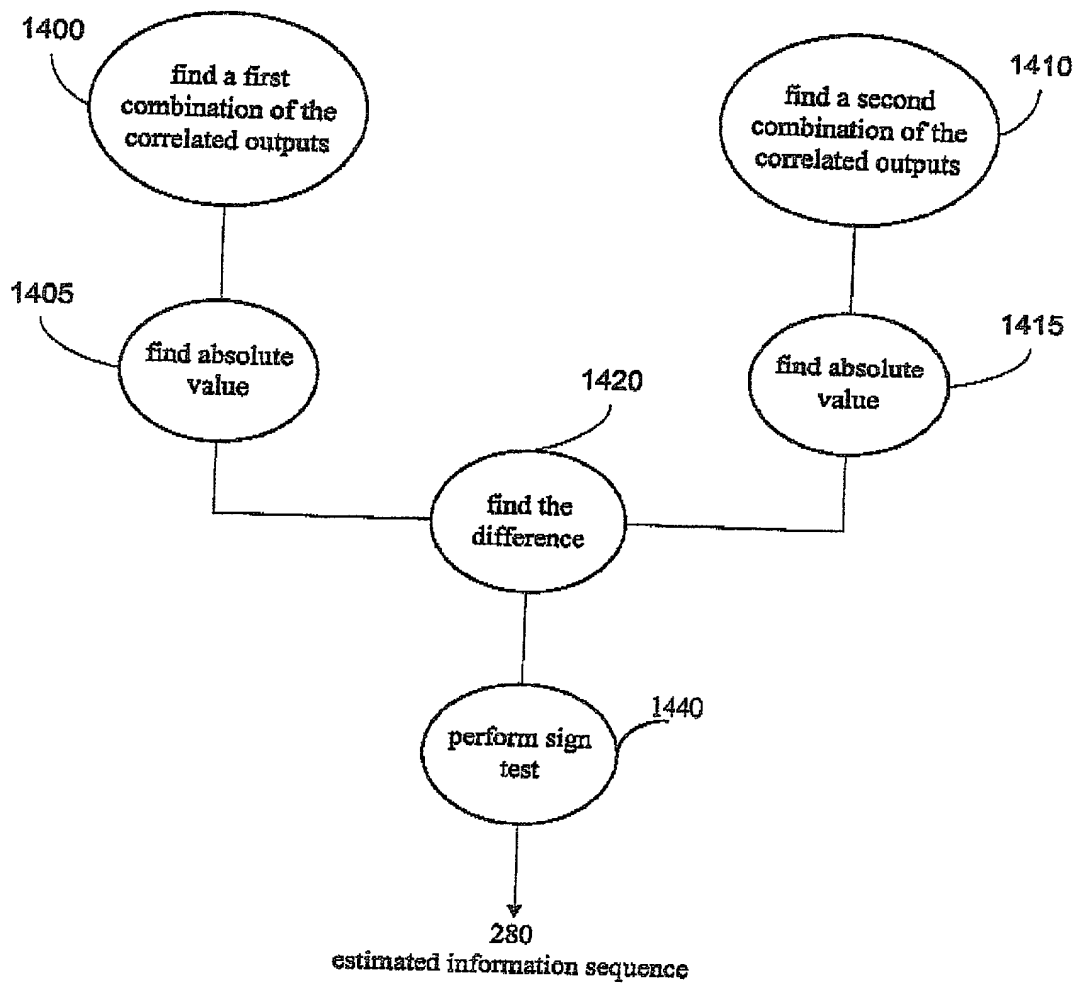 1400
find a first
combination of the
correlated outputs
1410
find a second
combination of the
correlated outputs
1405
find absolute
value
1415
find absolute
value
1420
find the
difference
1440
perform sign
test
280
estimated information sequence